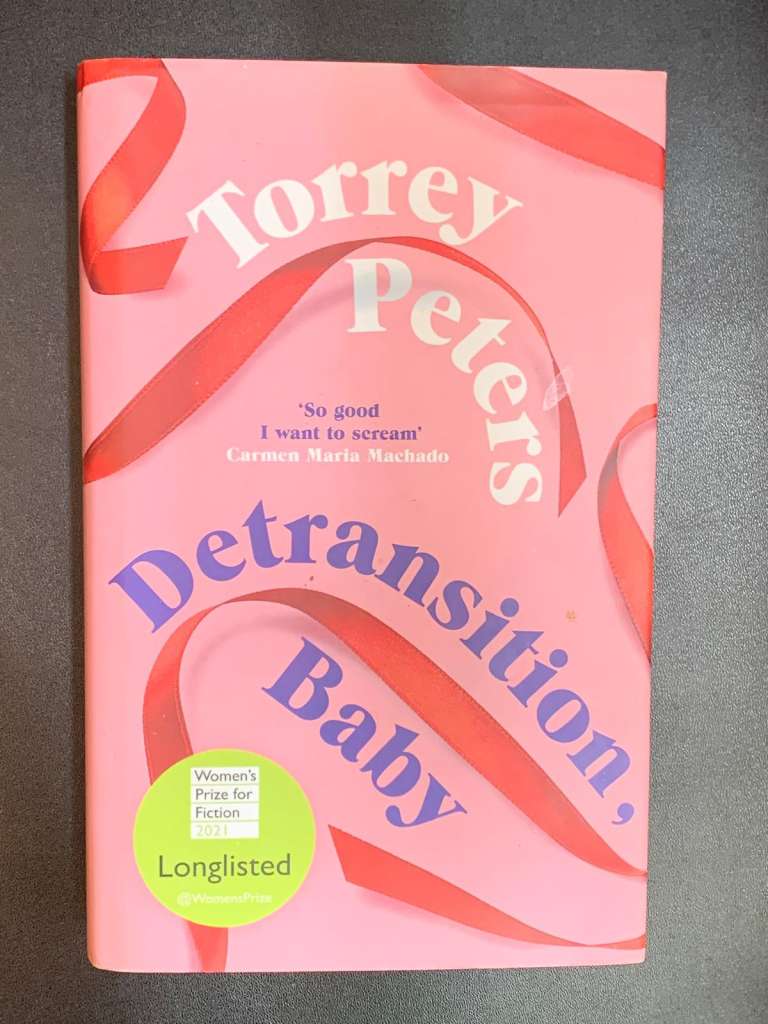 Torrey
Peters
‘So good
I want to scream’
Carmen Maria Machado
Detransition,
Baby
Women's
Prize for
Fiction
2021
Longlisted
@WomensPrize